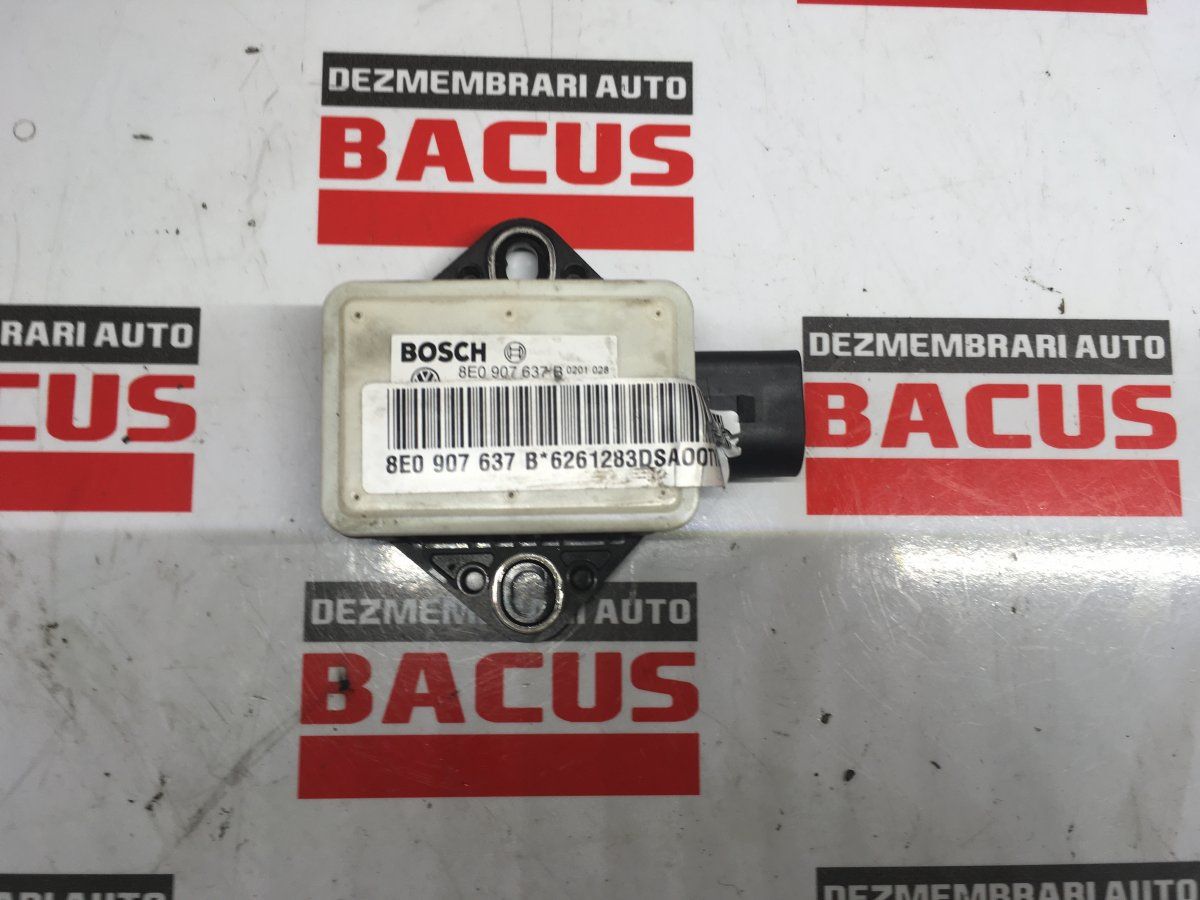 DEZMEMBRARI AUTO
BACUS
RARI AUTO
CUS
BOSCH
8E0 907 637 B 0201 028
8E0 907 637 B*6261283DSA00
DEZMEMBRARI AUTO
BACUS
DEZMEMBRARI AUTO
BACUS
DEZMEMBRARI AUTO